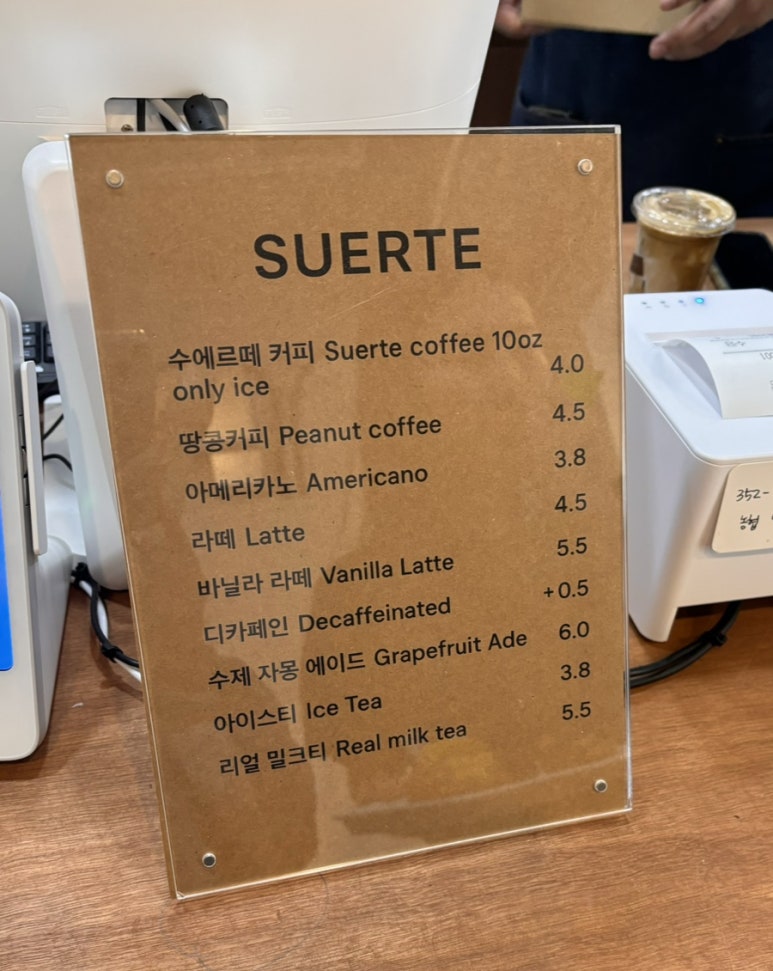 SUERTE
수에르떼 커피 Suerte coffee 10oz
only ice 4.0
땅콩커피 Peanut coffee 4.5
아메리카노 Americano 3.8
라떼 Latte 4.5
바닐라 라떼 Vanilla Latte 5.5
디카페인 Decaffeinated +0.5
수제 자몽 에이드 Grapefruit Ade 6.0
아이스티 Ice Tea 3.8
리얼 밀크티 Real milk tea 5.5
352-
농협